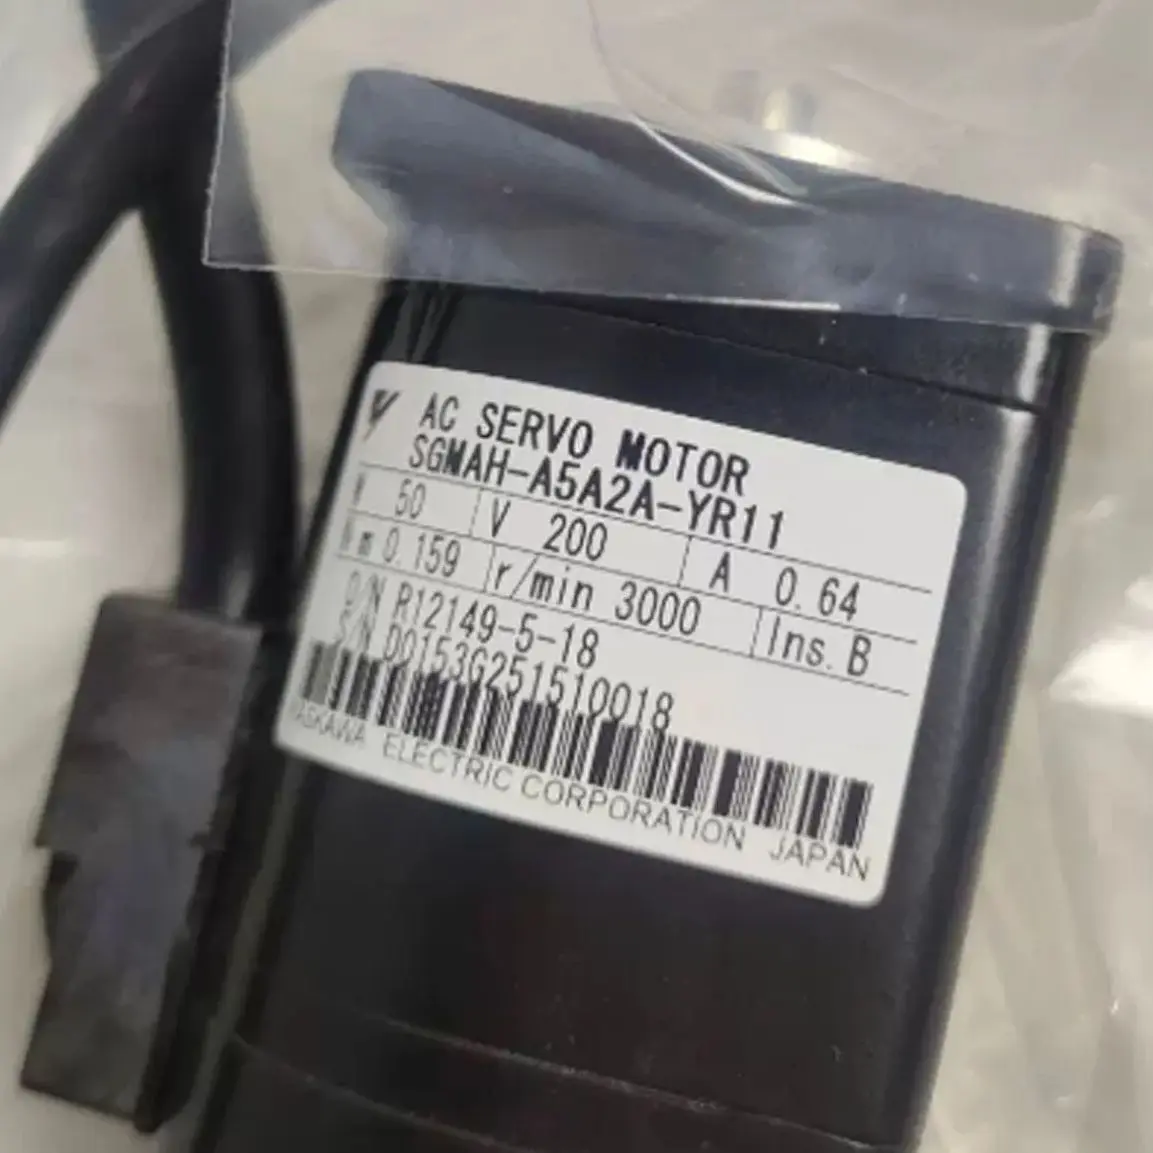 AC SERVO MOTOR
SGMAH-A5A2A-YR11
W 50 V 200 A 0.64
N·m 0.159 r/min 3000 Ins. B
O/N R12149-5-18
S/N D0153G251510018
YASKAWA ELECTRIC CORPORATION JAPAN